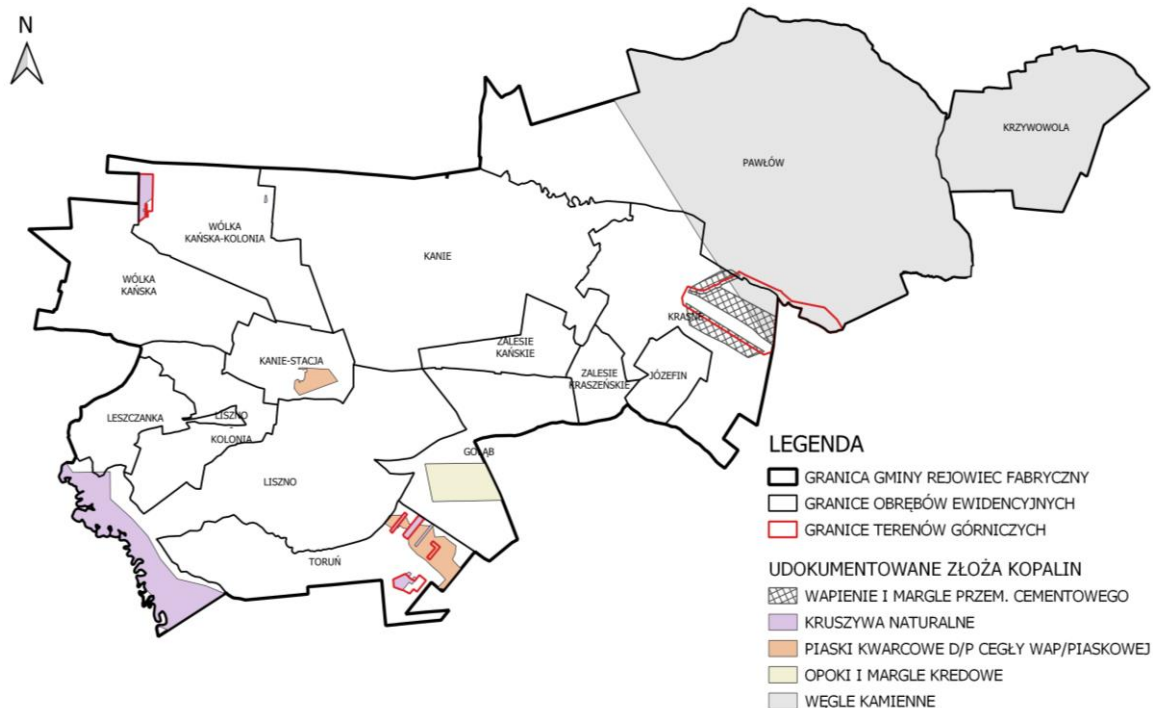 N
KRZYWOWOLA
PAWŁÓW
WÓLKA
KAŃSKA-KOLONIA
KANIE
WÓLKA
KAŃSKA
KRASNE
ZALESIE
KAŃSKIE
KANIE-STACJA
ZALESIE
KRASZEŃSKIE
JÓZEFIN
LESZCZANKA
LISZNO
KOLONIA
GOŁĄB
LISZNO
TORUŃ
LEGENDA
GRANICA GMINY REJOWIEC FABRYCZNY
GRANICE OBRĘBÓW EWIDENCYJNYCH
GRANICE TERENÓW GÓRNICZYCH
UDOKUMENTOWANE ZŁOŻA KOPALIN
WAPIENIE I MARGLE PRZEM. CEMENTOWEGO
KRUSZYWA NATURALNE
PIASKI KWARCOWE D/P CEGŁY WAP/PIASKOWEJ
OPOKI I MARGLE KREDOWE
WĘGLE KAMIENNE